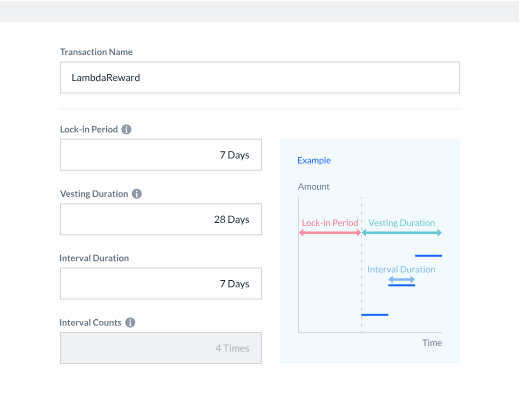 Transaction Name
LambdaReward
Lock-in Period
7 Days
Vesting Duration
28 Days
Interval Duration
7 Days
Interval Counts
4 Times
Example
Amount
Lock-in Period
Vesting Duration
Interval Duration
Time